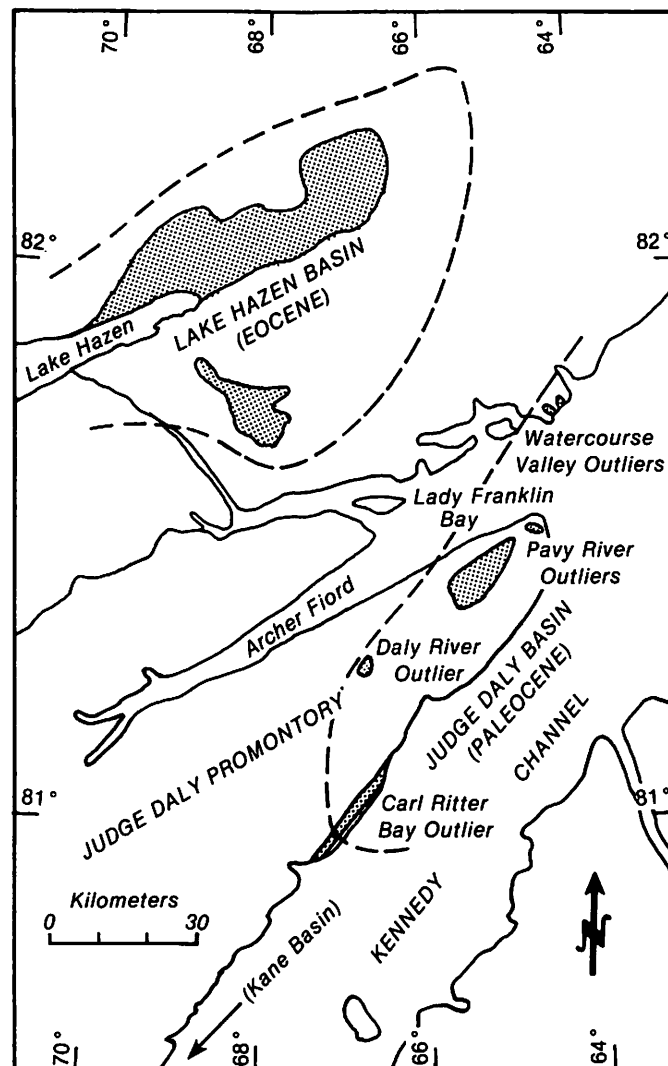 70°
68°
66°
64°
82°
82°
LAKE HAZEN BASIN
(EOCENE)
Lake Hazen
Watercourse
Valley Outliers
Lady Franklin
Bay
Pavy River
Outliers
Archer Fiord
Daly River
Outlier
JUDGE DALY BASIN
(PALEOCENE)
JUDGE DALY PROMONTORY
CHANNEL
81°
81°
Carl Ritter
Bay Outlier
Kilometers
0 30
KENNEDY
(Kane Basin)
N
70°
68°
66°
64°